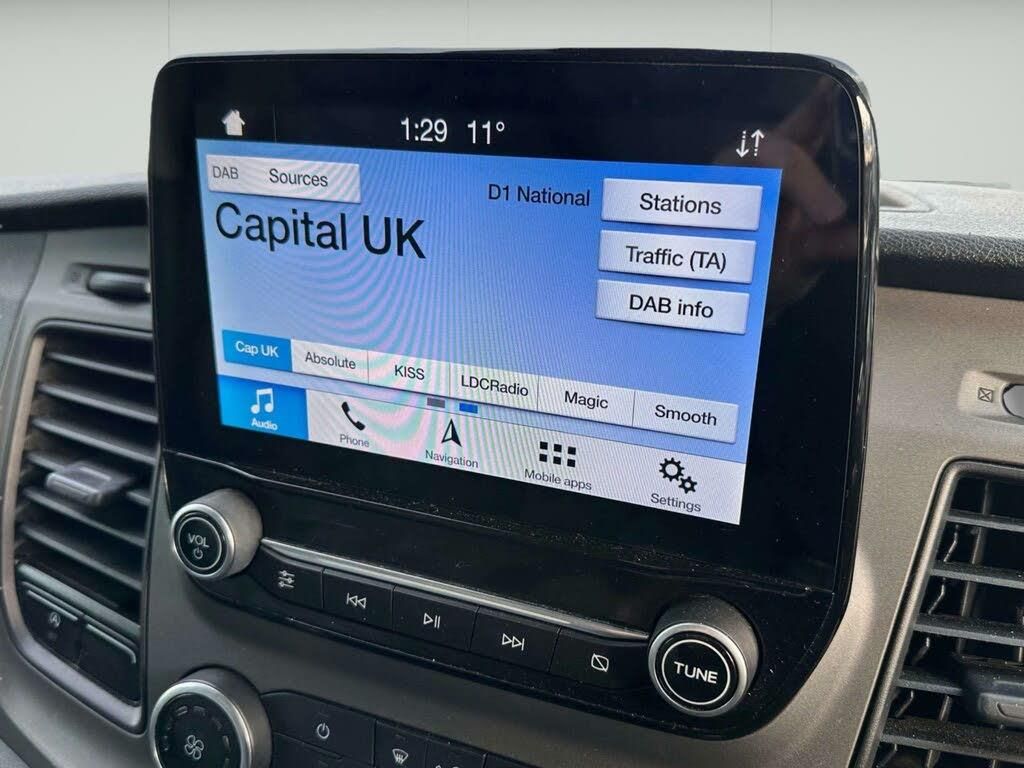 1:29 11°
DAB Sources
D1 National
Stations
Capital UK
Traffic (TA)
DAB info
Cap UK
Absolute
KISS
LDCRadio
Magic
Smooth
Audio
Phone
Navigation
Mobile apps
Settings
VOL
TUNE